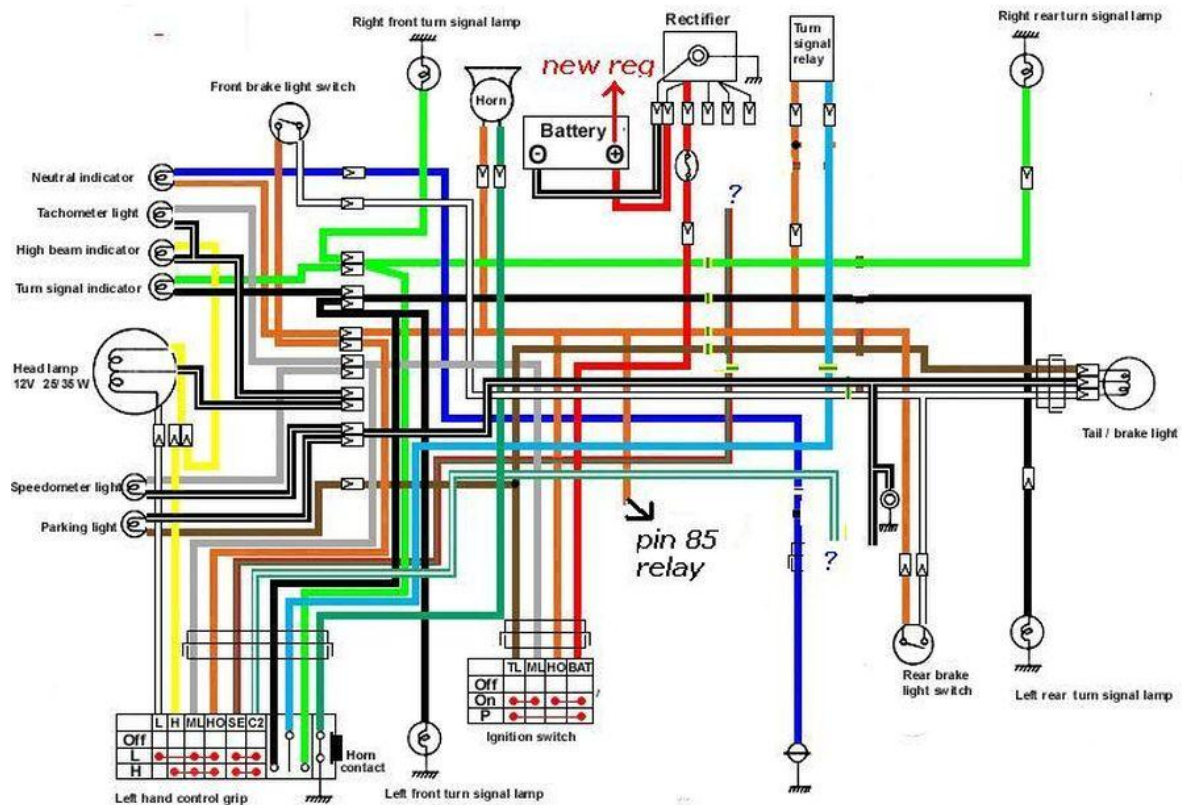 Right front turn signal lamp
Rectifier
Turn
signal
relay
Right rear turn signal lamp
new reg
Front brake light switch
Horn
Battery
Neutral indicator
Tachometer light
?
High beam indicator
Turn signal indicator
Head lamp
12V 25/35 W
Tail / brake light
Speedometer light
Parking light
pin 85
relay
?
TL ML HO BAT
Off
On
P
Ignition switch
Rear brake
light switch
Left rear turn signal lamp
L H ML HO SE C2
Off
L
H
Horn
contact
Left hand control grip
Left front turn signal lamp